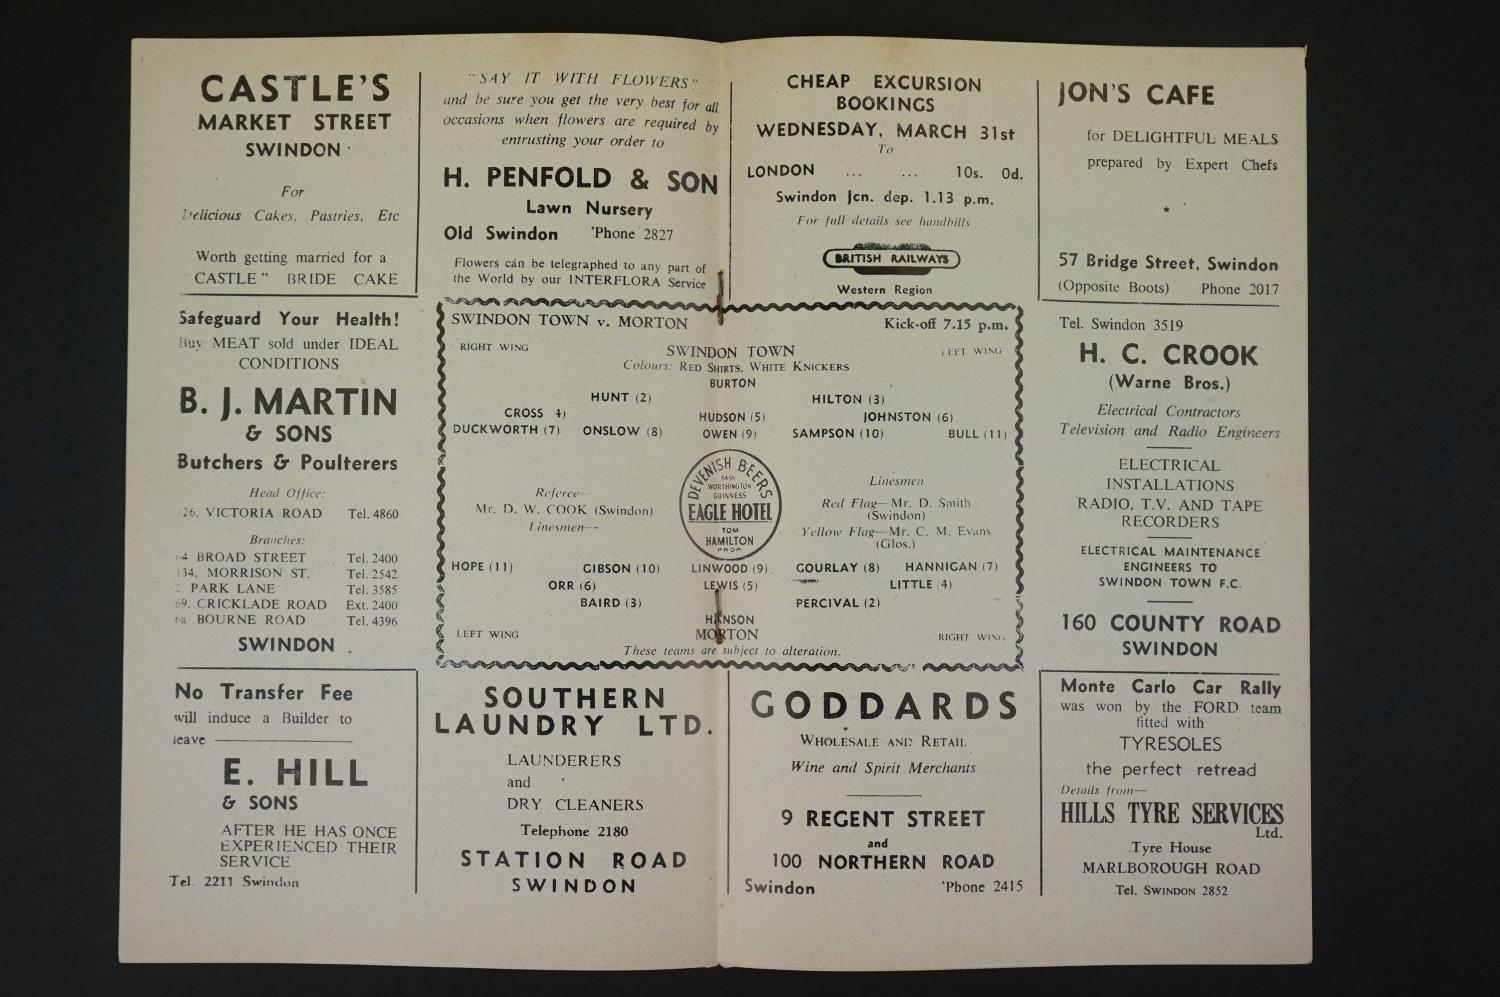 CASTLE'S
MARKET STREET
SWINDON
For
Delicious Cakes, Pastries, Etc
Worth getting married for a
"CASTLE" BRIDE CAKE
"SAY IT WITH FLOWERS"
and be sure you get the very best for all
occasions when flowers are required by
entrusting your order to
H. PENFOLD & SON
Lawn Nursery
Old Swindon 'Phone 2827
Flowers can be telegraphed to any part of
the World by our INTERFLORA Service
CHEAP EXCURSION
BOOKINGS
WEDNESDAY, MARCH 31st
To
LONDON ... ... 10s. 0d.
Swindon Jcn. dep. 1.13 p.m.
For full details see handbills
BRITISH RAILWAYS
Western Region
JON'S CAFE
for DELIGHTFUL MEALS
prepared by Expert Chefs
★
57 Bridge Street, Swindon
(Opposite Boots) Phone 2017
Safeguard Your Health!
Buy MEAT sold under IDEAL
CONDITIONS
B. J. MARTIN
& SONS
Butchers & Poulterers
Head Office:
26, VICTORIA ROAD Tel. 4860
Branches:
64 BROAD STREET Tel. 2400
134, MORRISON ST. Tel. 2542
PARK LANE Tel. 3585
69, CRICKLADE ROAD Ext. 2400
6a BOURNE ROAD Tel. 4396
SWINDON
SWINDON TOWN v. MORTON Kick-off 7.15 p.m.
RIGHT WING SWINDON TOWN LEFT WING
Colours: RED SHIRTS, WHITE KNICKERS
BURTON
HUNT (2) HILTON (3)
CROSS 4) HUDSON (5) JOHNSTON (6)
DUCKWORTH (7) ONSLOW (8) OWEN (9) SAMPSON (10) BULL (11)
Referee—
Mr. D. W. COOK (Swindon)
Linesmen—
DEVENISH BEERS
BASS
WORTHINGTON
GUINNESS
EAGLE HOTEL
TOM
HAMILTON
PROP.
Linesmen
Red Flag—Mr. D. Smith
(Swindon)
Yellow Flag—Mr. C. M. Evans
(Glos.)
HOPE (11) GIBSON (10) LINWOOD (9) GOURLAY (8) HANNIGAN (7)
ORR (6) LEWIS (5) LITTLE (4)
BAIRD (3) PERCIVAL (2)
HINSON
LEFT WING MORTON RIGHT WING
These teams are subject to alteration.
Tel. Swindon 3519
H. C. CROOK
(Warne Bros.)
Electrical Contractors
Television and Radio Engineers
ELECTRICAL
INSTALLATIONS
RADIO, T.V. AND TAPE
RECORDERS
ELECTRICAL MAINTENANCE
ENGINEERS TO
SWINDON TOWN F.C.
160 COUNTY ROAD
SWINDON
No Transfer Fee
will induce a Builder to
leave
E. HILL
& SONS
AFTER HE HAS ONCE
EXPERIENCED THEIR
SERVICE
Tel. 2211 Swindon
SOUTHERN
LAUNDRY LTD.
LAUNDERERS
and
DRY CLEANERS
Telephone 2180
STATION ROAD
SWINDON
GODDARDS
WHOLESALE AND RETAIL
Wine and Spirit Merchants
9 REGENT STREET
and
100 NORTHERN ROAD
Swindon 'Phone 2415
Monte Carlo Car Rally
was won by the FORD team
fitted with
TYRESOLES
the perfect retread
Details from—
HILLS TYRE SERVICES
Ltd.
Tyre House
MARLBOROUGH ROAD
Tel. SWINDON 2852